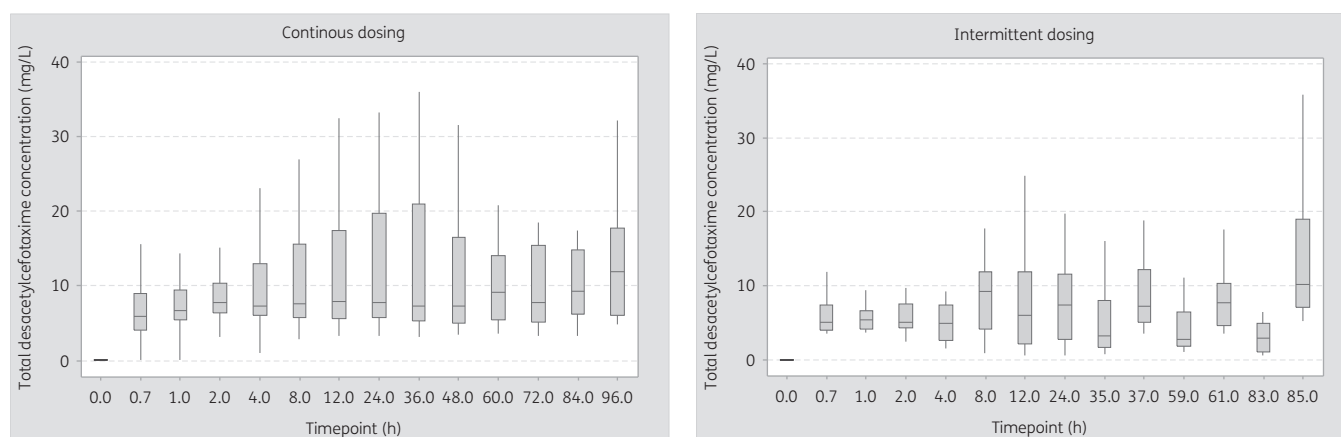 Continous dosing
Total desacetylcefotaxime concentration (mg/L)
40
30
20
10
0
0.0 0.7 1.0 2.0 4.0 8.0 12.0 24.0 36.0 48.0 60.0 72.0 84.0 96.0
Timepoint (h)
Intermittent dosing
Total desacetylcefotaxime concentration (mg/L)
40
30
20
10
0
0.0 0.7 1.0 2.0 4.0 8.0 12.0 24.0 35.0 37.0 59.0 61.0 83.0 85.0
Timepoint (h)